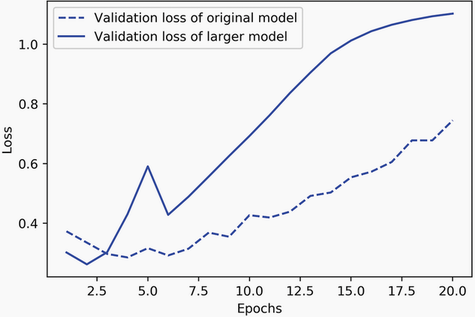 Validation loss of original model
Validation loss of larger model
1.0
0.8
0.6
0.4
Loss
2.5 5.0 7.5 10.0 12.5 15.0 17.5 20.0
Epochs